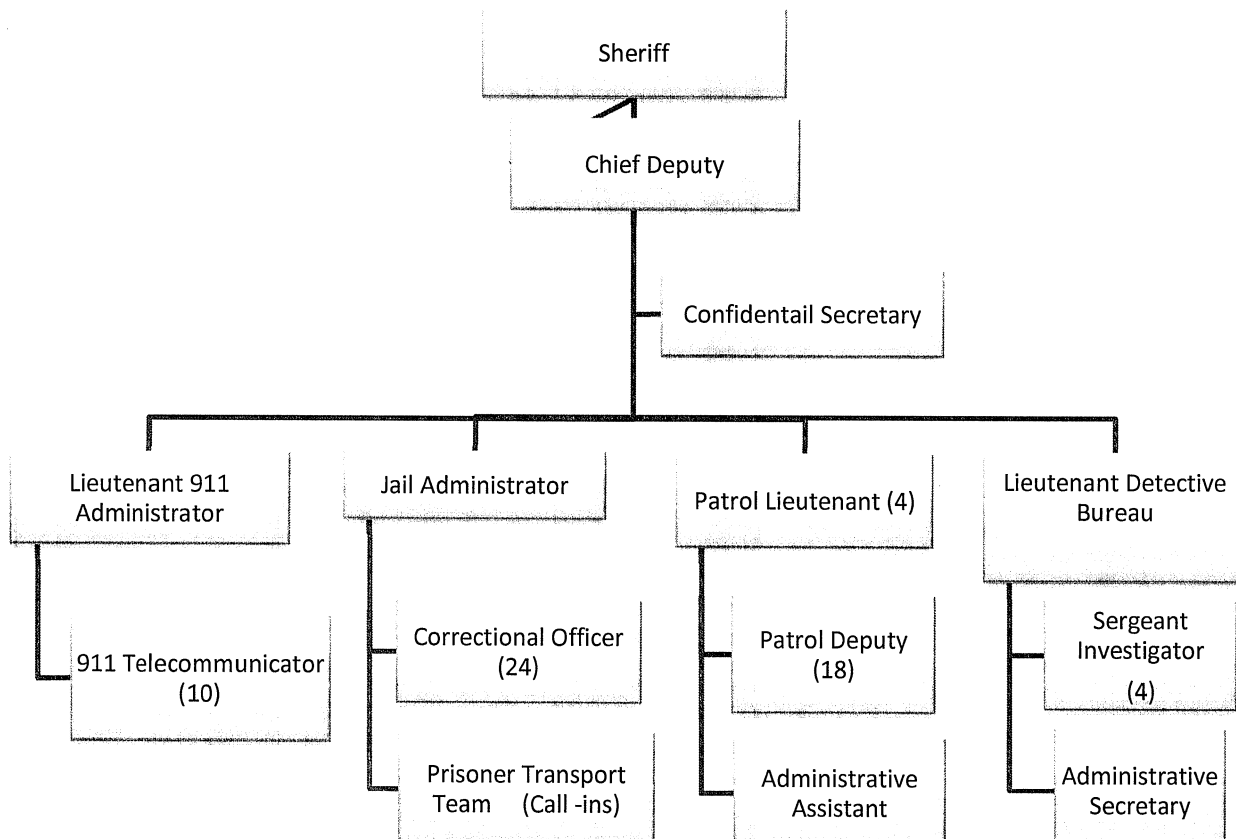 Sheriff
Chief Deputy
Confidentail Secretary
Lieutenant 911
Administrator
Jail Administrator
Patrol Lieutenant (4)
Lieutenant Detective
Bureau
911 Telecommunicator
(10)
Correctional Officer
(24)
Patrol Deputy
(18)
Sergeant
Investigator
(4)
Prisoner Transport
Team (Call -ins)
Administrative
Assistant
Administrative
Secretary